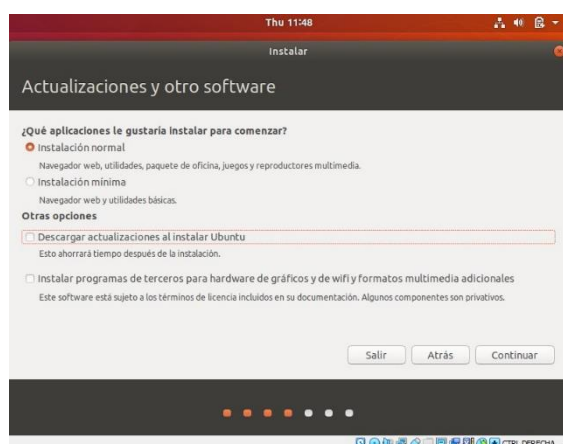 Thu 11:48
Instalar
Actualizaciones y otro software
¿Qué aplicaciones le gustaría instalar para comenzar?
Instalación normal
Navegador web, utilidades, paquete de oficina, juegos y reproductores multimedia.
Instalación mínima
Navegador web y utilidades básicas.
Otras opciones
Descargar actualizaciones al instalar Ubuntu
Esto ahorrará tiempo después de la instalación.
Instalar programas de terceros para hardware de gráficos y de wifi y formatos multimedia adicionales
Este software está sujeto a los términos de licencia incluidos en su documentación. Algunos componentes son privativos.
Salir Atrás Continuar
CTRL DERECHA